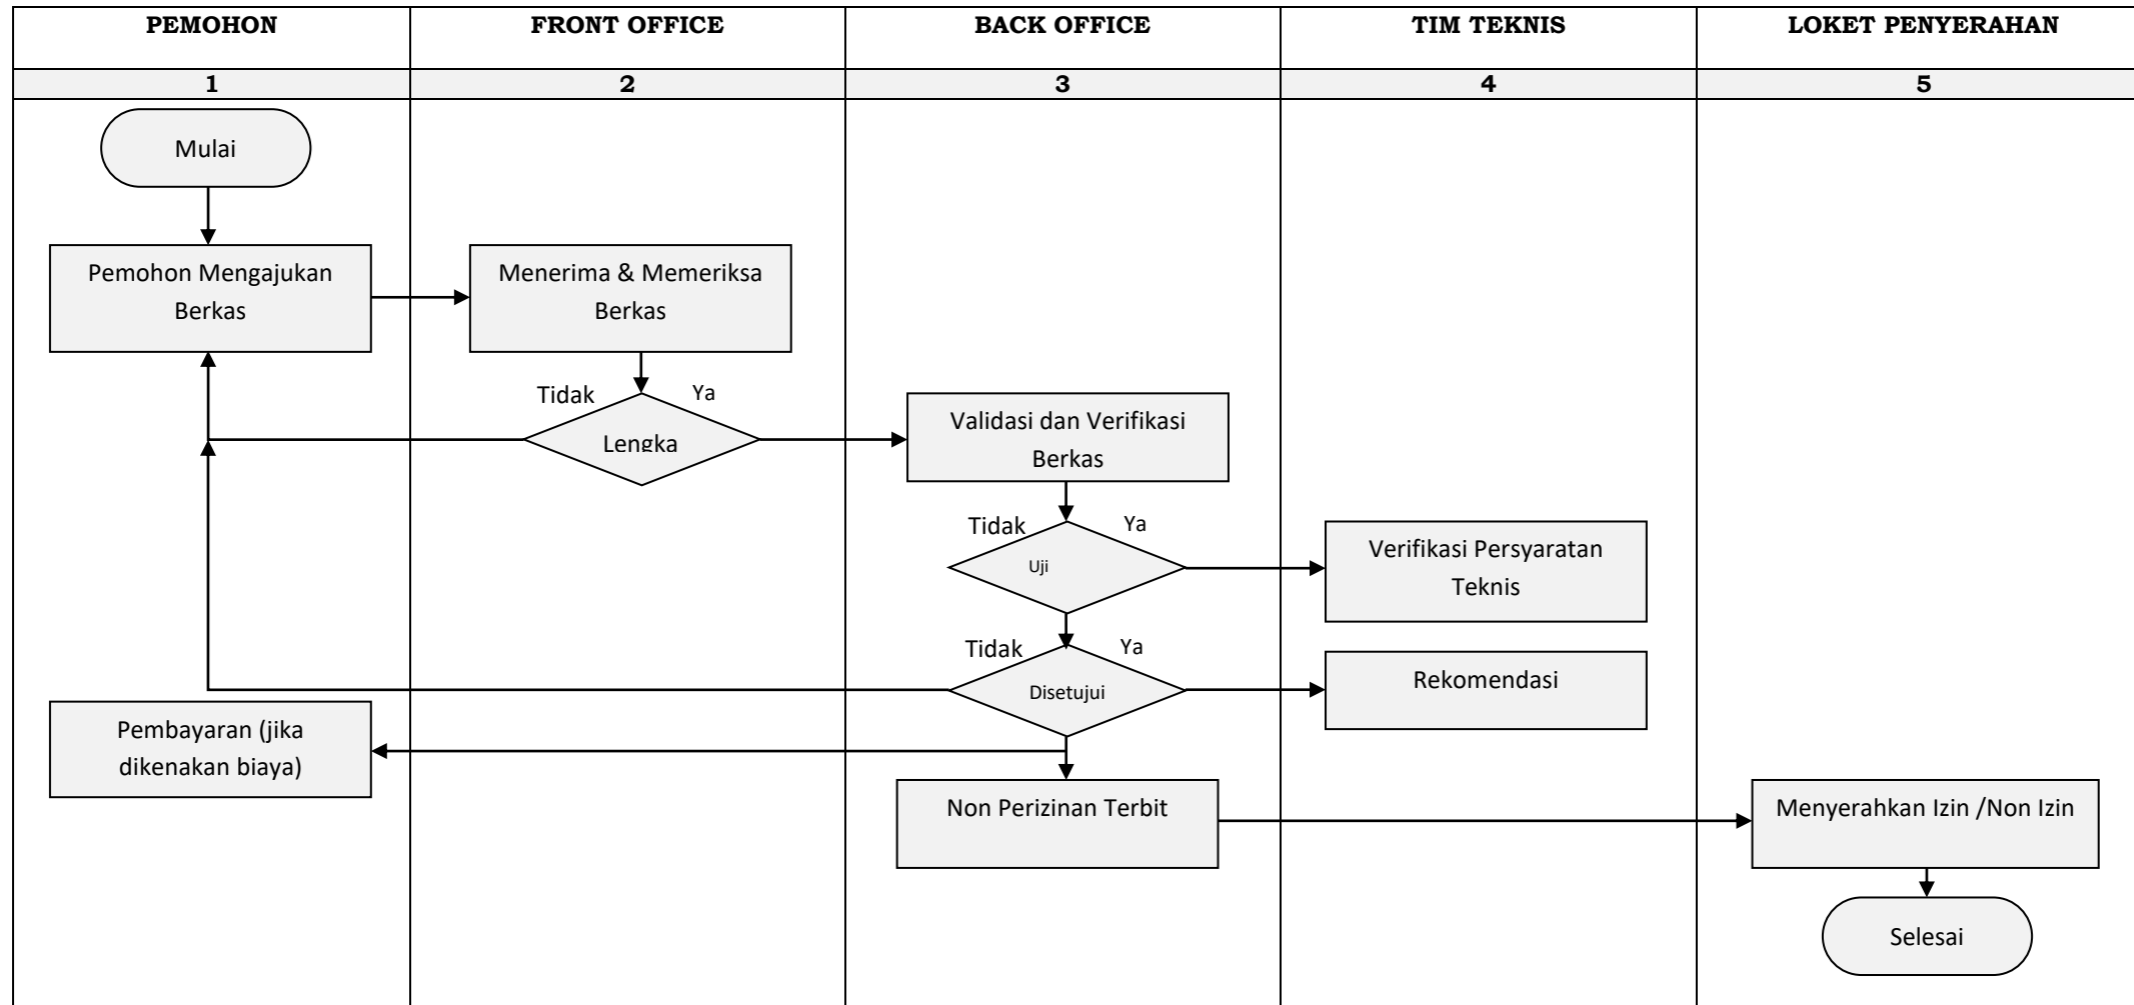 PEMOHON
FRONT OFFICE
BACK OFFICE
TIM TEKNIS
LOKET PENYERAHAN
1
2
3
4
5
Mulai
Pemohon Mengajukan
Berkas
Menerima & Memeriksa
Berkas
Tidak
Ya
Lengka
Validasi dan Verifikasi
Berkas
Tidak
Ya
Uji
Verifikasi Persyaratan
Teknis
Tidak
Ya
Disetujui
Rekomendasi
Pembayaran (jika
dikenakan biaya)
Non Perizinan Terbit
Menyerahkan Izin /Non Izin
Selesai